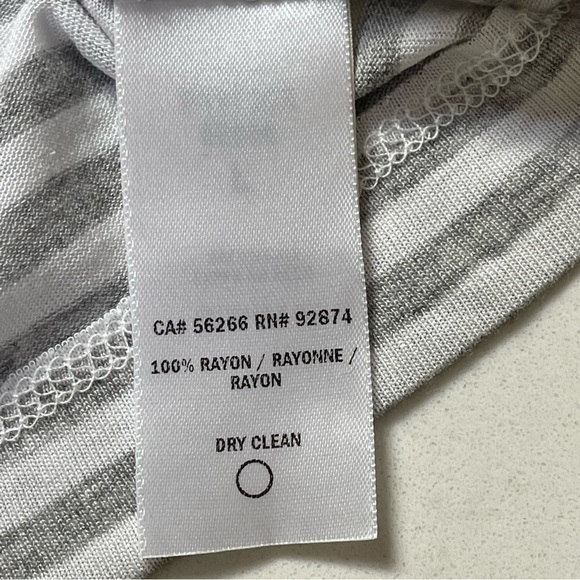 CA# 56266 RN# 92874
100% RAYON / RAYONNE /
RAYON
DRY CLEAN